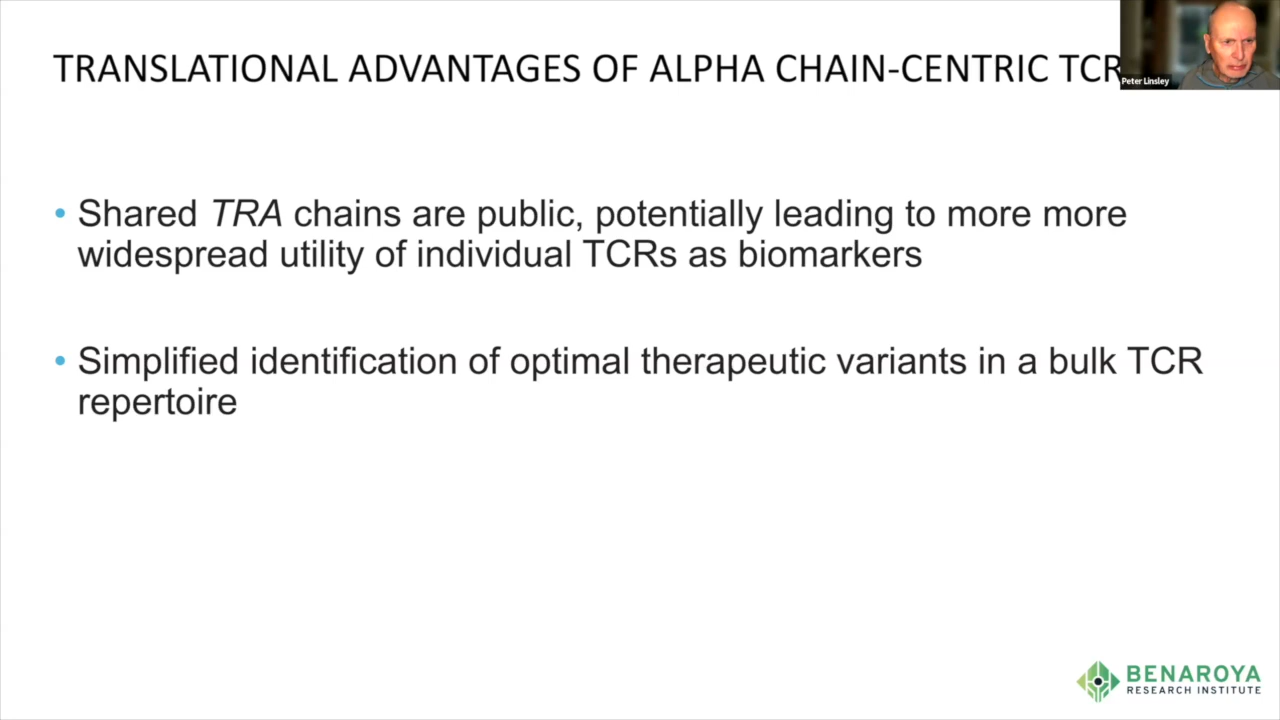 TRANSLATIONAL ADVANTAGES OF ALPHA CHAIN-CENTRIC TCR
Peter Linsley
• Shared TRA chains are public, potentially leading to more more
widespread utility of individual TCRs as biomarkers
• Simplified identification of optimal therapeutic variants in a bulk TCR
repertoire
BENAROYA
RESEARCH INSTITUTE